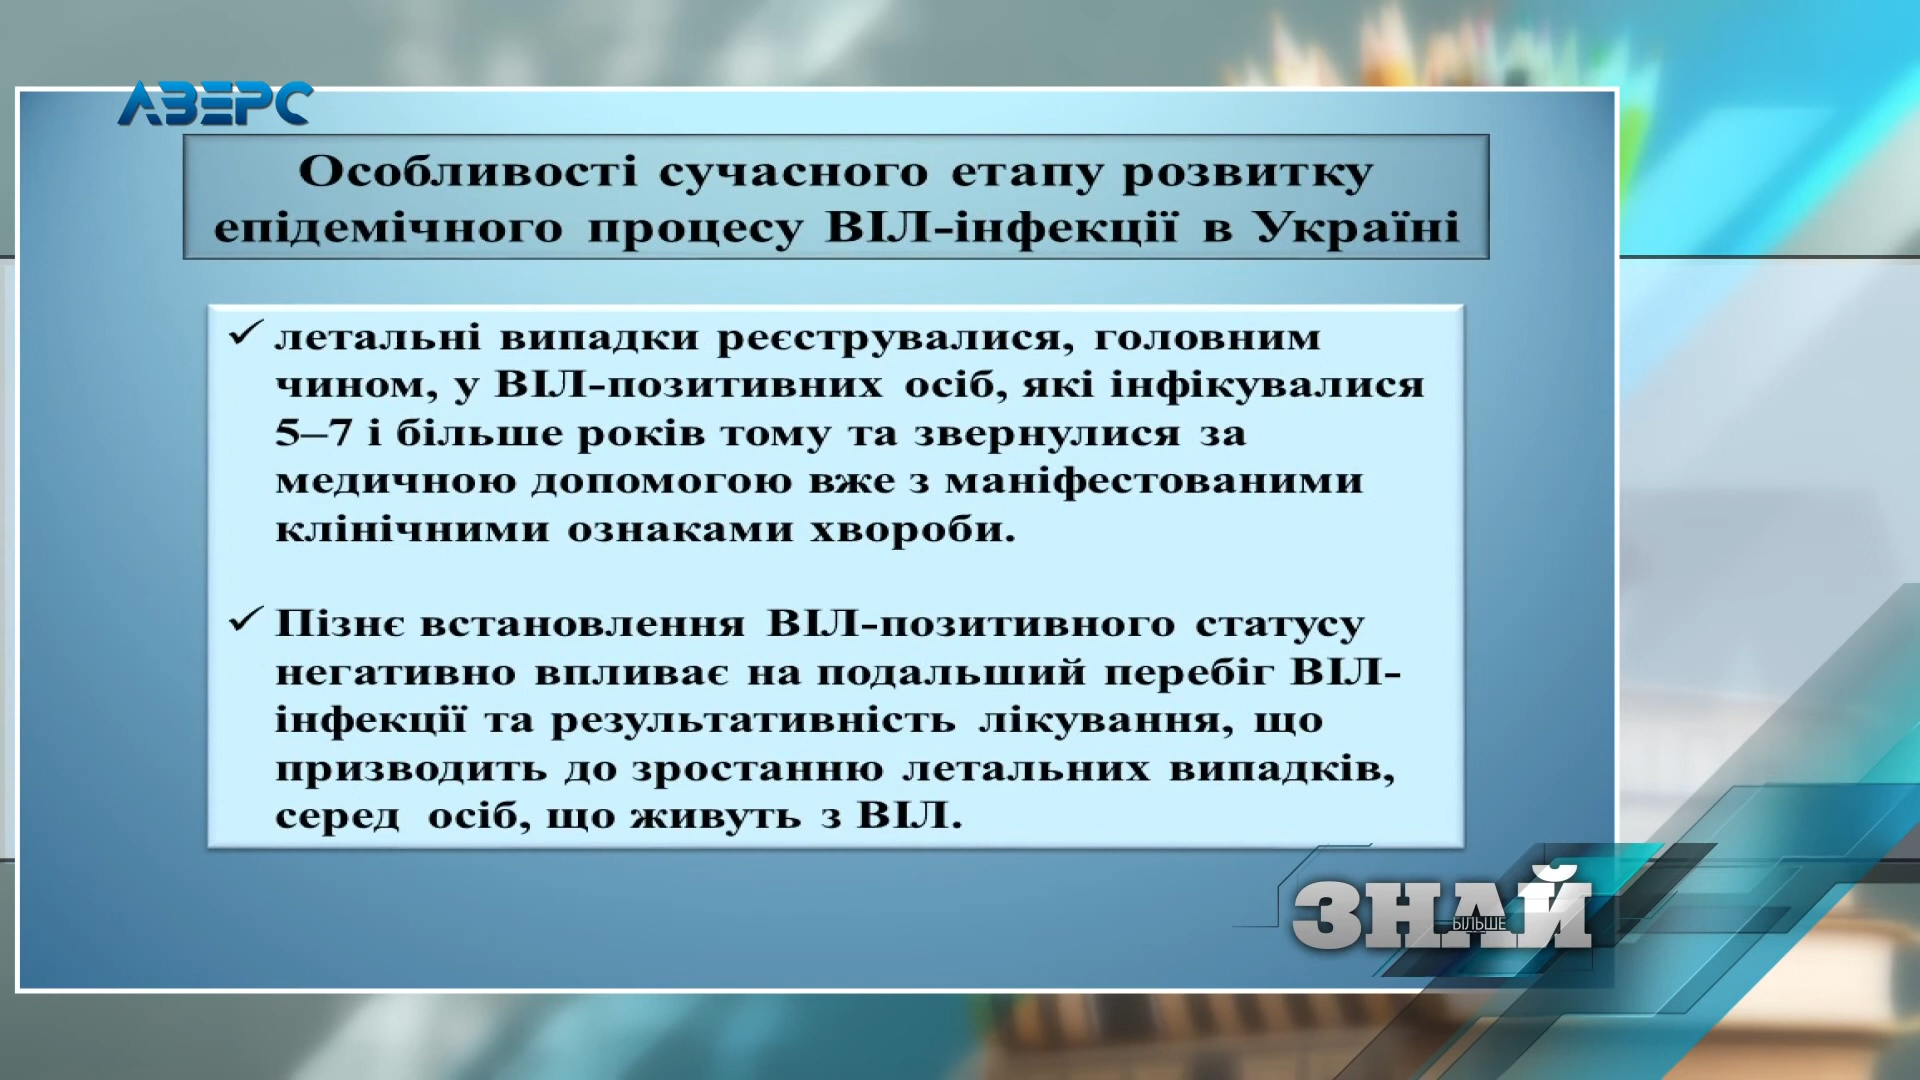 АВЕРС
Особливості сучасного етапу розвитку
епідемічного процесу ВІЛ-інфекції в Україні
✓ летальні випадки реєструвалися, головним
чином, у ВІЛ-позитивних осіб, які інфікувалися
5–7 і більше років тому та звернулися за
медичною допомогою вже з маніфестованими
клінічними ознаками хвороби.
✓ Пізнє встановлення ВІЛ-позитивного статусу
негативно впливає на подальший перебіг ВІЛ-
інфекції та результативність лікування, що
призводить до зростанню летальних випадків,
серед осіб, що живуть з ВІЛ.
ЗНАЙ
БІЛЬШЕ